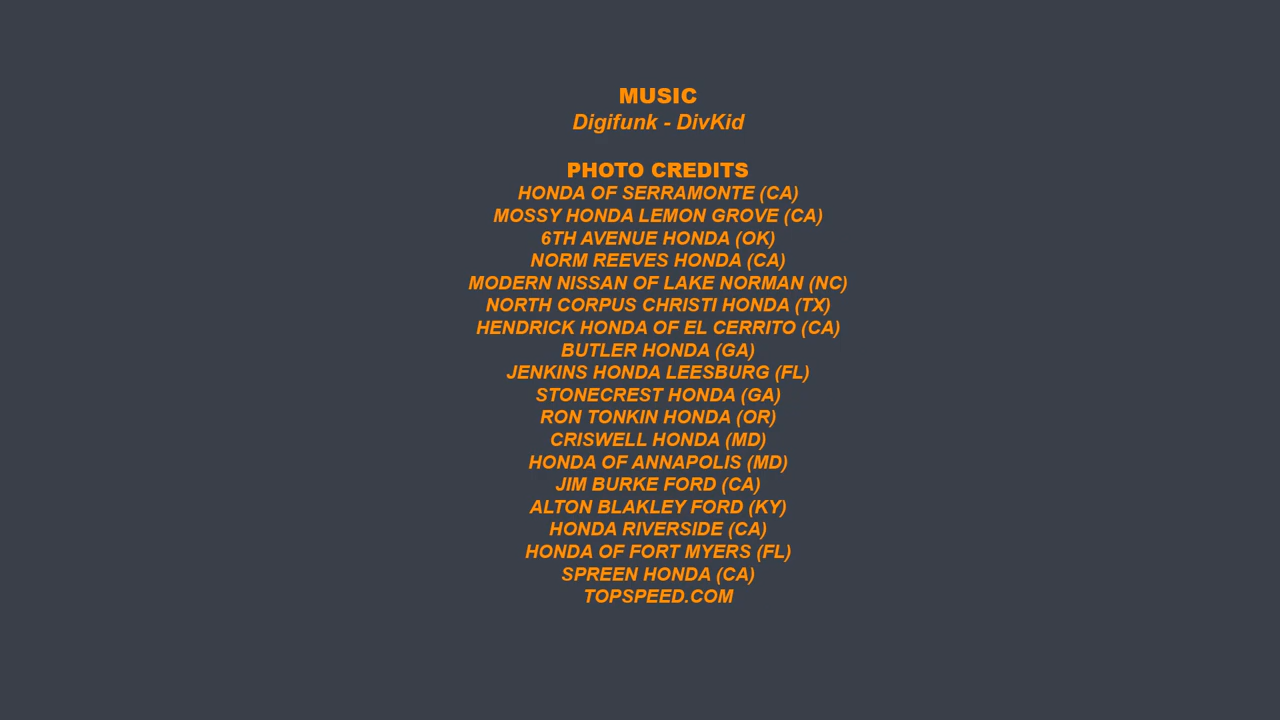 MUSIC
Digifunk - DivKid
PHOTO CREDITS
HONDA OF SERRAMONTE (CA)
MOSSY HONDA LEMON GROVE (CA)
6TH AVENUE HONDA (OK)
NORM REEVES HONDA (CA)
MODERN NISSAN OF LAKE NORMAN (NC)
NORTH CORPUS CHRISTI HONDA (TX)
HENDRICK HONDA OF EL CERRITO (CA)
BUTLER HONDA (GA)
JENKINS HONDA LEESBURG (FL)
STONECREST HONDA (GA)
RON TONKIN HONDA (OR)
CRISWELL HONDA (MD)
HONDA OF ANNAPOLIS (MD)
JIM BURKE FORD (CA)
ALTON BLAKLEY FORD (KY)
HONDA RIVERSIDE (CA)
HONDA OF FORT MYERS (FL)
SPREEN HONDA (CA)
TOPSPEED.COM